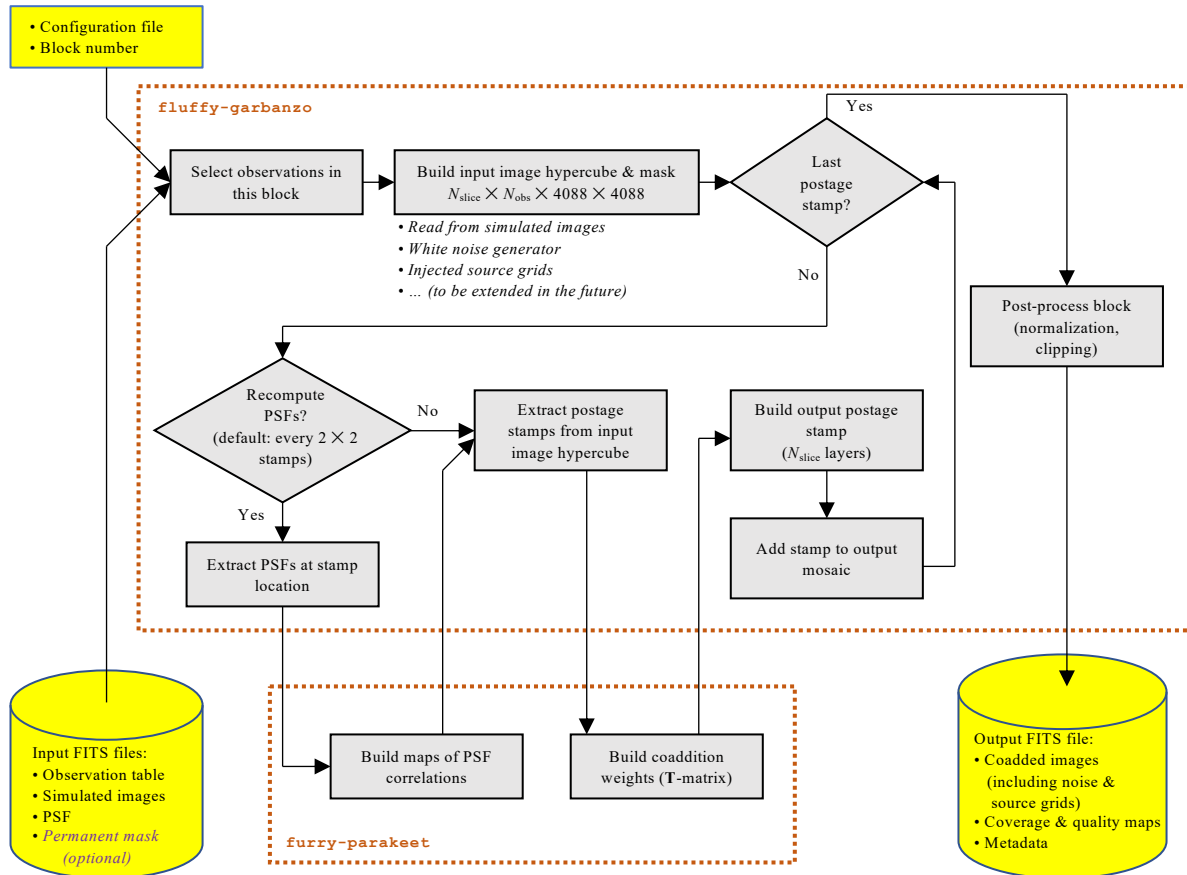 • Configuration file
• Block number
fluffy-garbanzo
Select observations in
this block
Build input image hypercube & mask
N_slice × N_obs × 4088 × 4088
• Read from simulated images
• White noise generator
• Injected source grids
• … (to be extended in the future)
Last
postage
stamp?
Yes
No
Post-process block
(normalization,
clipping)
Recompute
PSFs?
(default: every 2 × 2
stamps)
No
Yes
Extract postage
stamps from input
image hypercube
Build output postage
stamp
(N_slice layers)
Add stamp to output
mosaic
Extract PSFs at stamp
location
Input FITS files:
• Observation table
• Simulated images
• PSF
• Permanent mask
(optional)
Build maps of PSF
correlations
Build coaddition
weights (T-matrix)
furry-parakeet
Output FITS file:
• Coadded images
(including noise &
source grids)
• Coverage & quality maps
• Metadata